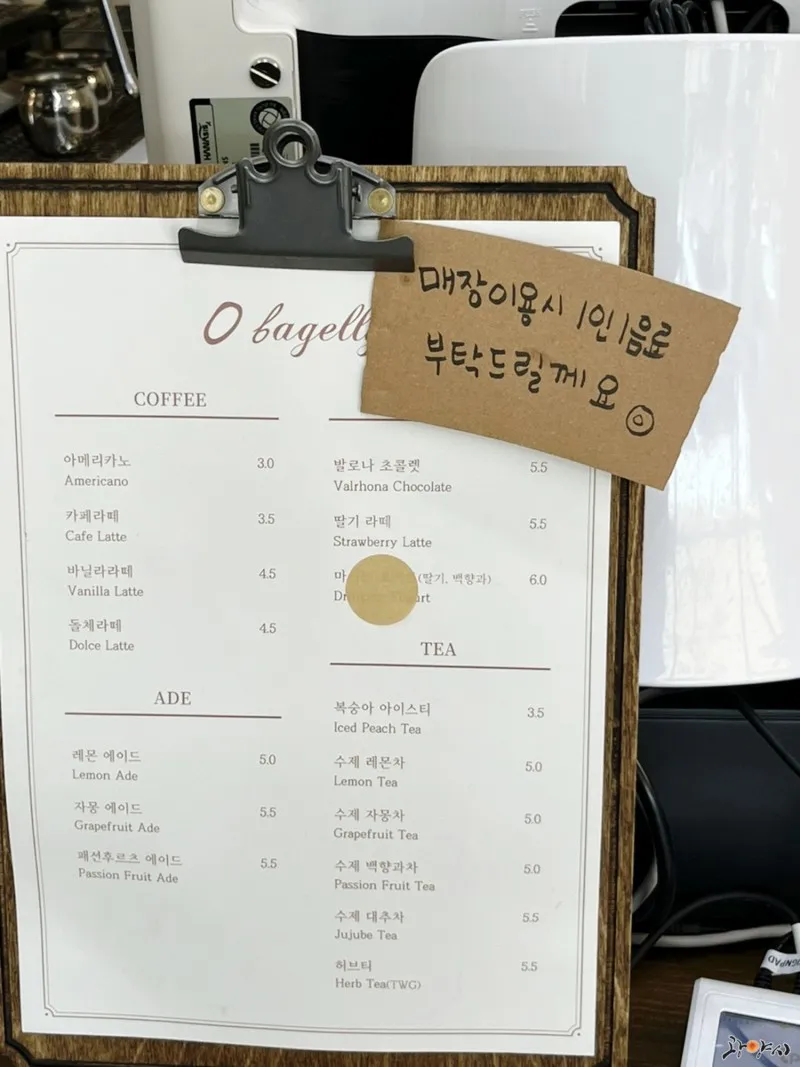 매장이용시 1인1음료
부탁드릴께요
O bagelly
COFFEE
아메리카노 3.0
Americano
카페라떼 3.5
Cafe Latte
바닐라라떼 4.5
Vanilla Latte
돌체라떼 4.5
Dolce Latte
ADE
레몬 에이드 5.0
Lemon Ade
자몽 에이드 5.5
Grapefruit Ade
패션후르츠 에이드 5.5
Passion Fruit Ade
발로나 초콜렛 5.5
Valrhona Chocolate
딸기 라떼 5.5
Strawberry Latte
(딸기, 백향과) 6.0
TEA
복숭아 아이스티 3.5
Iced Peach Tea
수제 레몬차 5.0
Lemon Tea
수제 자몽차 5.0
Grapefruit Tea
수제 백향과차 5.0
Passion Fruit Tea
수제 대추차 5.5
Jujube Tea
허브티 5.5
Herb Tea(TWG)